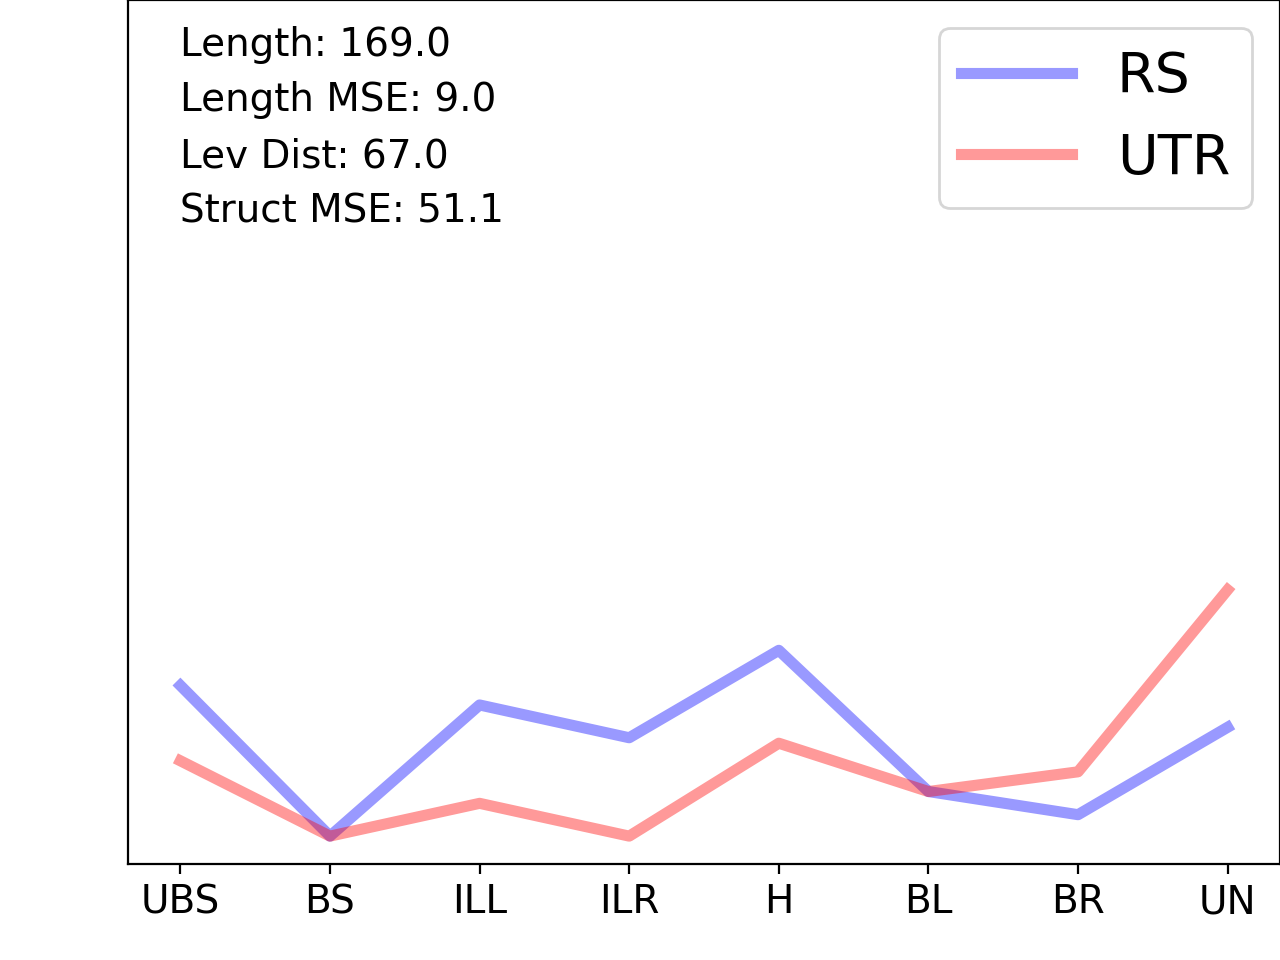 Length: 169.0
Length MSE: 9.0
Lev Dist: 67.0
Struct MSE: 51.1
RS
UTR
UBS BS ILL ILR H BL BR UN